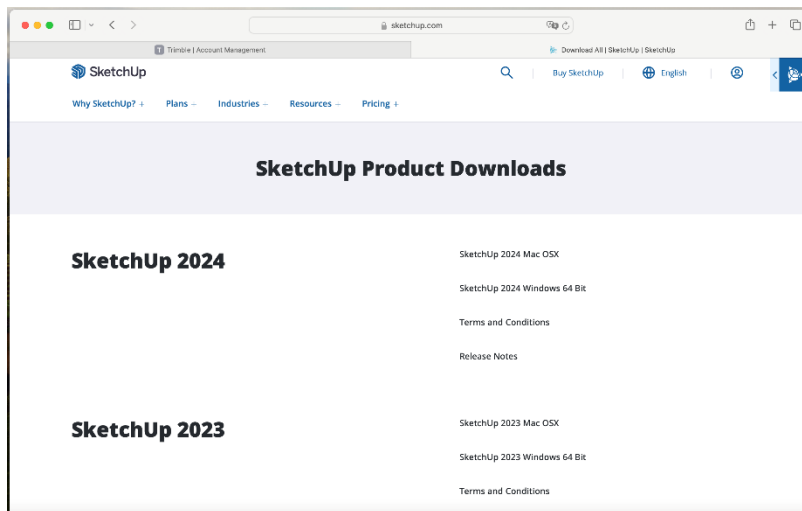 sketchup.com
Trimble | Account Management
Download All | SketchUp | SketchUp
SketchUp
Buy SketchUp
English
Why SketchUp? +
Plans –
Industries –
Resources –
Pricing +
SketchUp Product Downloads
SketchUp 2024
SketchUp 2024 Mac OSX
SketchUp 2024 Windows 64 Bit
Terms and Conditions
Release Notes
SketchUp 2023
SketchUp 2023 Mac OSX
SketchUp 2023 Windows 64 Bit
Terms and Conditions